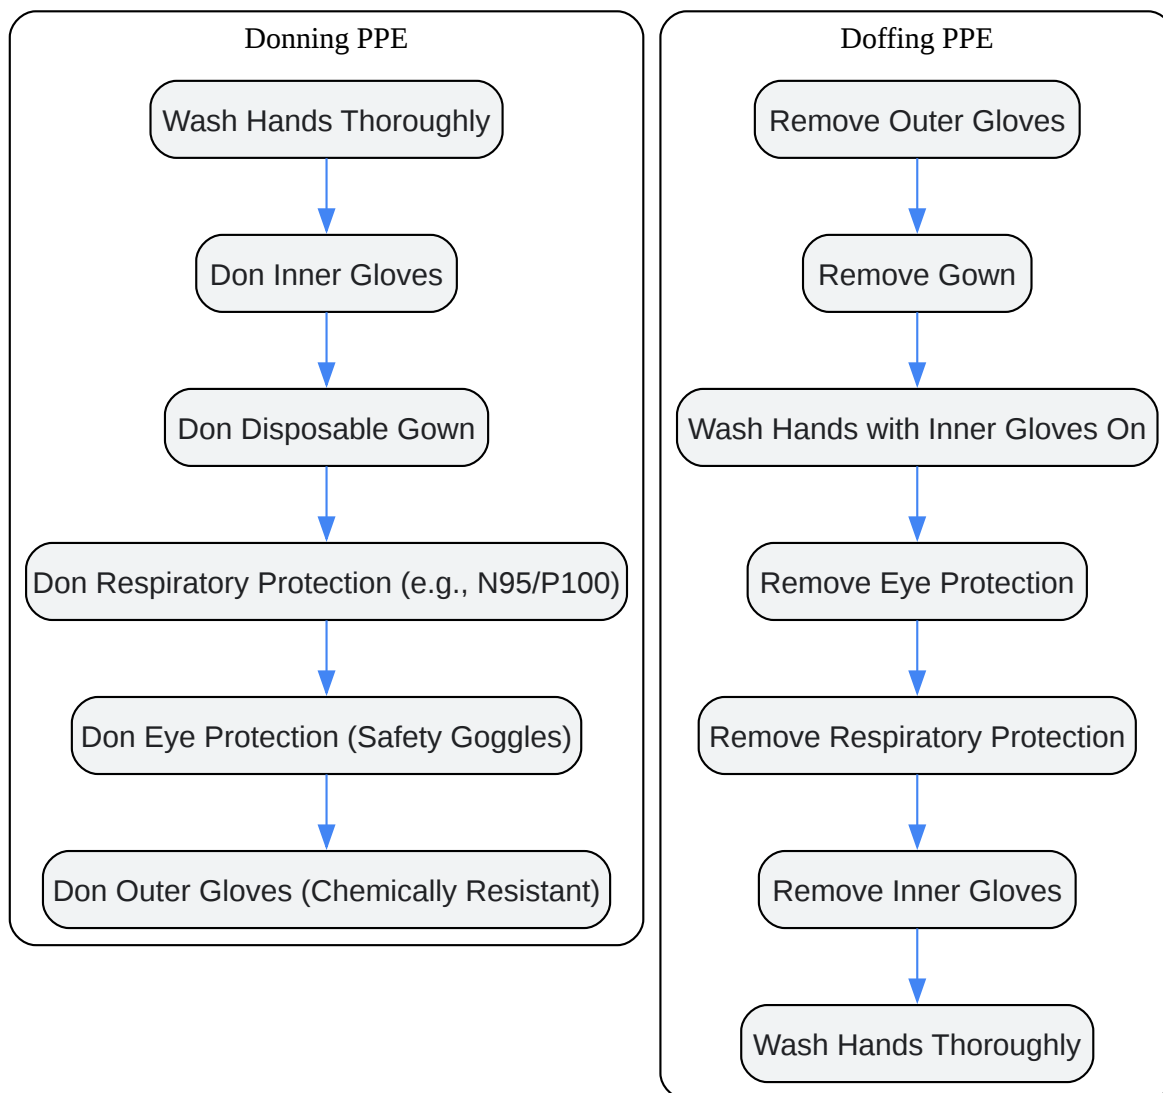 Donning PPE
Wash Hands Thoroughly
Don Inner Gloves
Don Disposable Gown
Don Respiratory Protection (e.g., N95/P100)
Don Eye Protection (Safety Goggles)
Don Outer Gloves (Chemically Resistant)
Doffing PPE
Remove Outer Gloves
Remove Gown
Wash Hands with Inner Gloves On
Remove Eye Protection
Remove Respiratory Protection
Remove Inner Gloves
Wash Hands Thoroughly